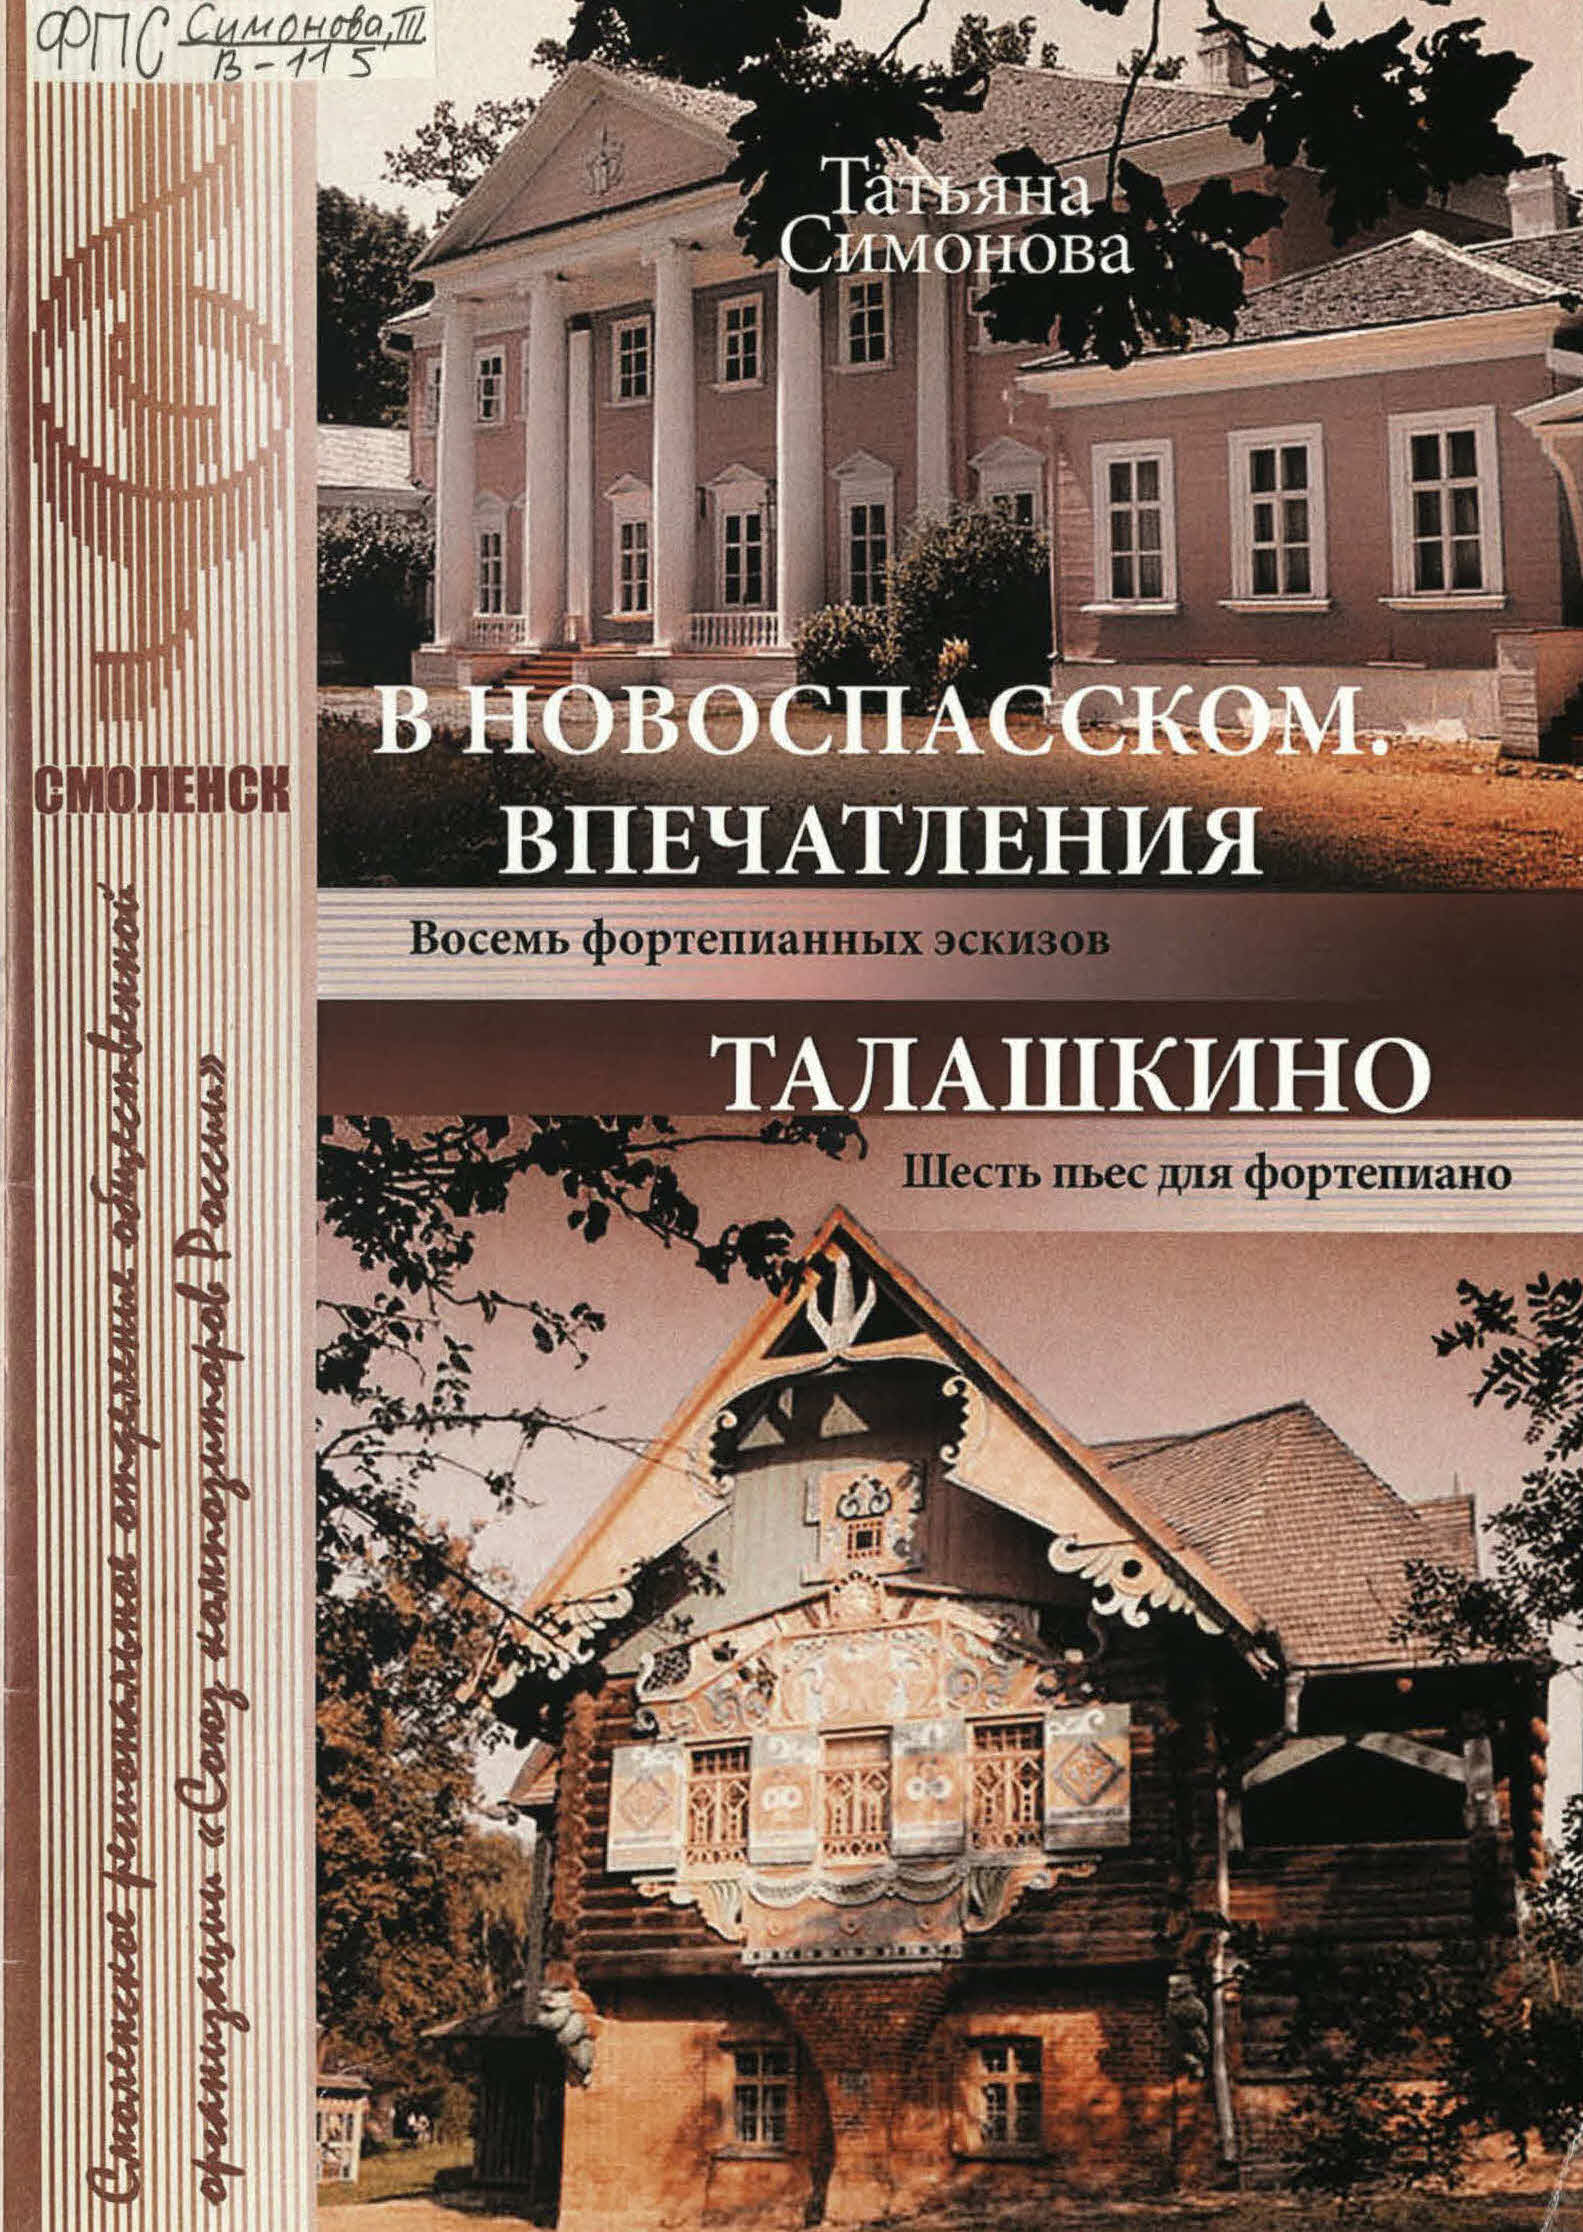 ФПС Симонова, Т.
В-115
Татьяна
Симонова
В НОВОСПАССКОМ.
ВПЕЧАТЛЕНИЯ
Восемь фортепианных эскизов
ТАЛАШКИНО
Шесть пьес для фортепиано
СМОЛЕНСК
Смоленское региональное отделение общественной
организации «Союз композиторов России»